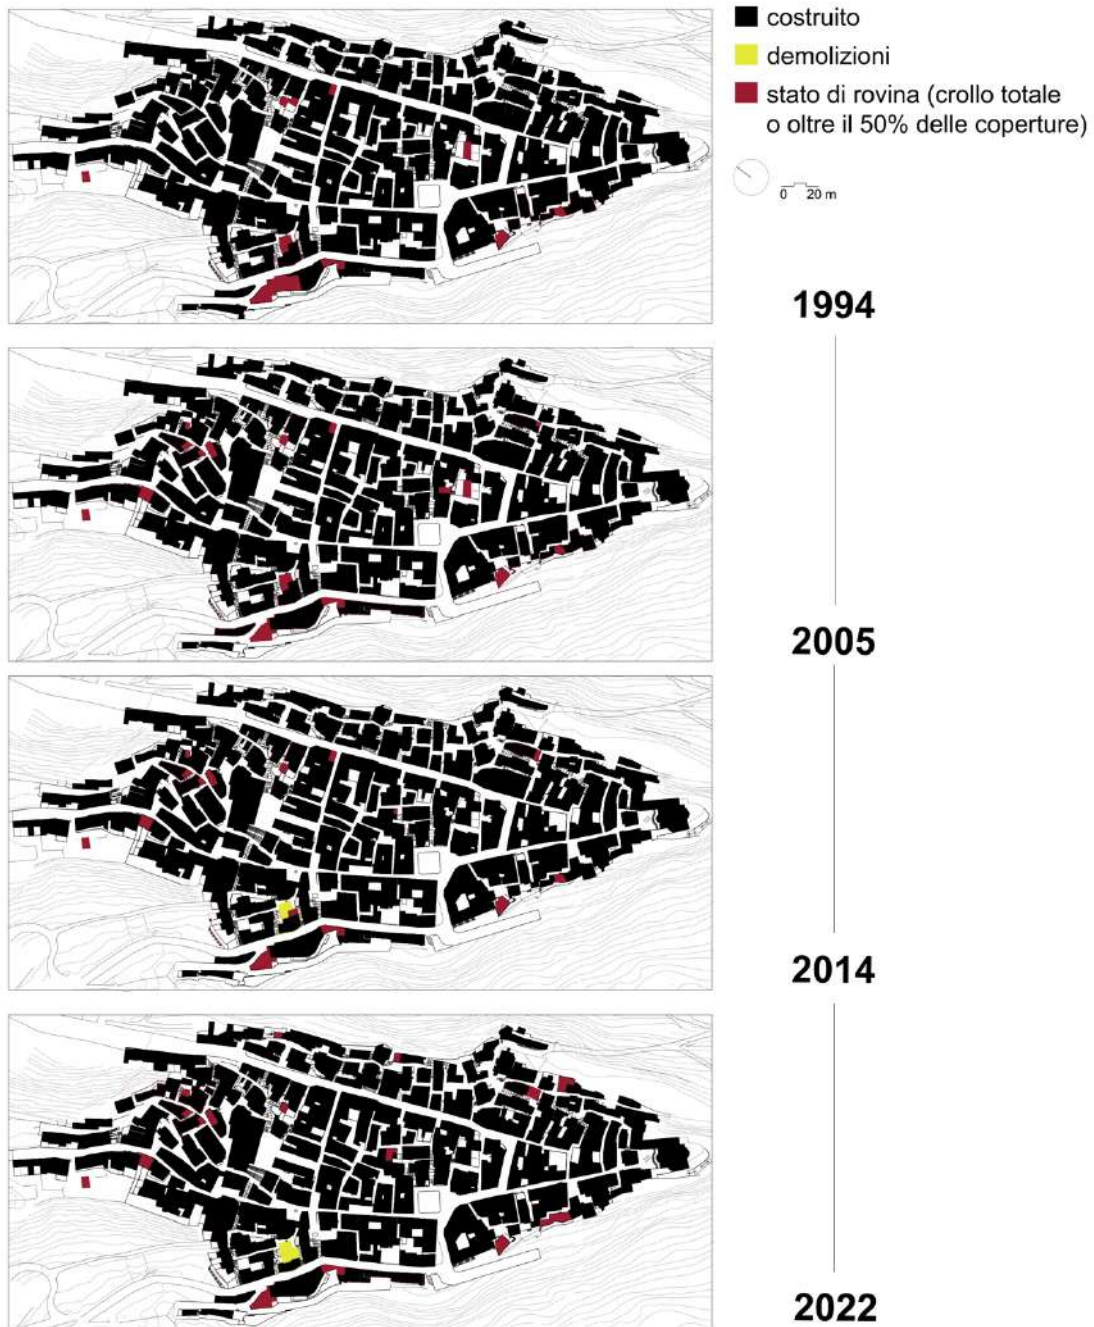 costruito
demolizioni
stato di rovina (crollo totale
o oltre il 50% delle coperture)
0 20 m
1994
2005
2014
2022